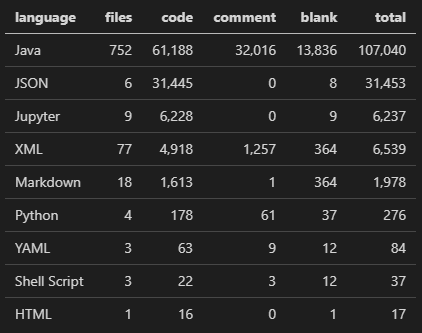 language files code comment blank total
Java 752 61,188 32,016 13,836 107,040
JSON 6 31,445 0 8 31,453
Jupyter 9 6,228 0 9 6,237
XML 77 4,918 1,257 364 6,539
Markdown 18 1,613 1 364 1,978
Python 4 178 61 37 276
YAML 3 63 9 12 84
Shell Script 3 22 3 12 37
HTML 1 16 0 1 17